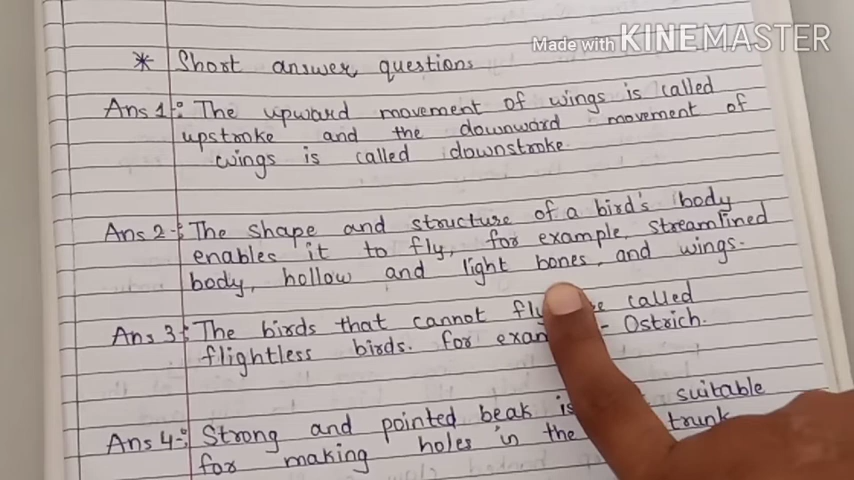 Made with KINEMASTER
* Short answer questions
Ans 1-: The upward movement of wings is called
upstroke and the downward movement of
wings is called downstroke.
Ans 2-: The shape and structure of a bird's body
enables it to fly, for example, streamlined
body, hollow and light bones, and wings.
Ans 3-: The birds that cannot fly called
flightless birds. for - Ostrich.
Ans 4-: Strong and pointed beak is suitable
for making holes in the trunk